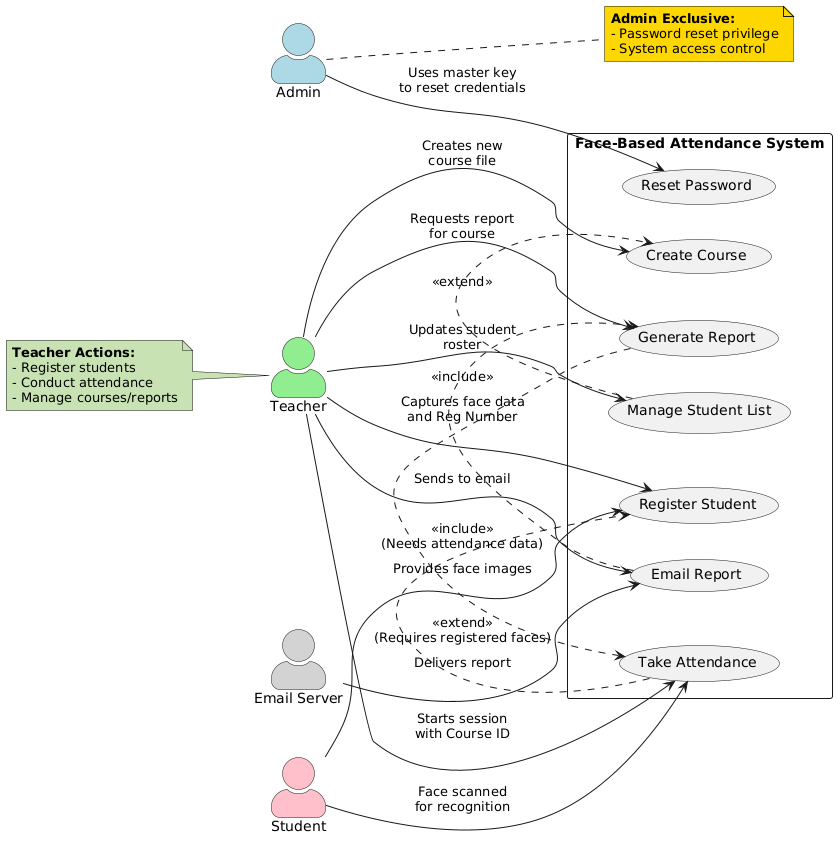 Admin Exclusive:
- Password reset privilege
- System access control
Admin
Uses master key
to reset credentials
Face-Based Attendance System
Reset Password
Creates new
course file
Create Course
Requests report
for course
«extend»
Generate Report
Updates student
roster
Teacher Actions:
- Register students
- Conduct attendance
- Manage courses/reports
Teacher
«include»
Captures face data
and Reg Number
Manage Student List
Sends to email
Register Student
«include»
(Needs attendance data)
Provides face images
Email Report
«extend»
(Requires registered faces)
Delivers report
Take Attendance
Email Server
Starts session
with Course ID
Face scanned
for recognition
Student